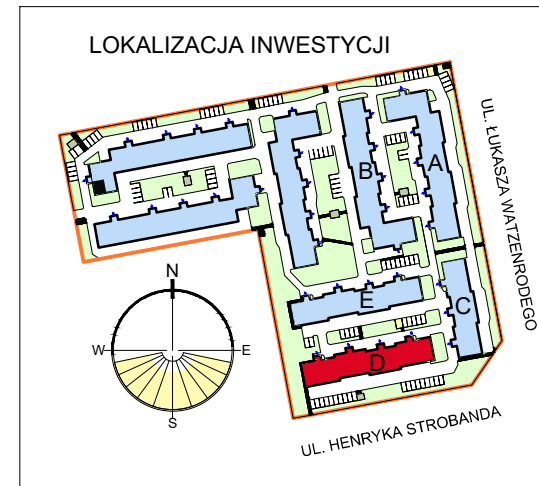 LOKALIZACJA INWESTYCJI
UL. ŁUKASZA WATZENRODEGO
A
B
C
E
D
N
W
E
S
UL. HENRYKA STROBANDA